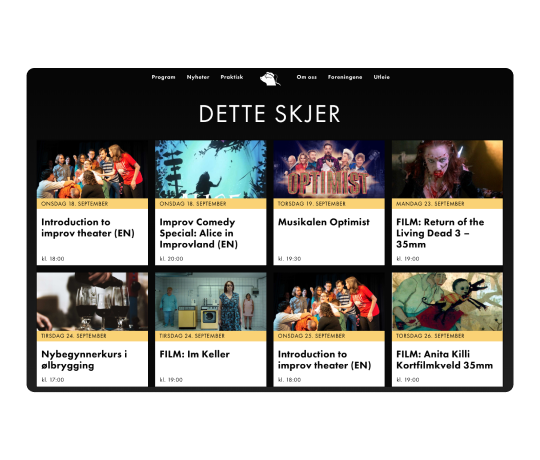 Program Nyheter Praktisk Om oss Foreningene Utleie
DETTE SKJER
OPTIMIST
ONSDAG 18. SEPTEMBER
Introduction to
improv theater (EN)
kl. 18:00
ONSDAG 18. SEPTEMBER
Improv Comedy
Special: Alice in
Improvland (EN)
kl. 20:00
TORSDAG 19. SEPTEMBER
Musikalen Optimist
kl. 19:30
MANDAG 23. SEPTEMBER
FILM: Return of the
Living Dead 3 –
35mm
kl. 19:00
TIRSDAG 24. SEPTEMBER
Nybegynnerkurs i
ølbrygging
kl. 17:00
TIRSDAG 24. SEPTEMBER
FILM: Im Keller
kl. 19:00
ONSDAG 25. SEPTEMBER
Introduction to
improv theater (EN)
kl. 18:00
TORSDAG 26. SEPTEMBER
FILM: Anita Killi
Kortfilmkveld 35mm
kl. 19:00